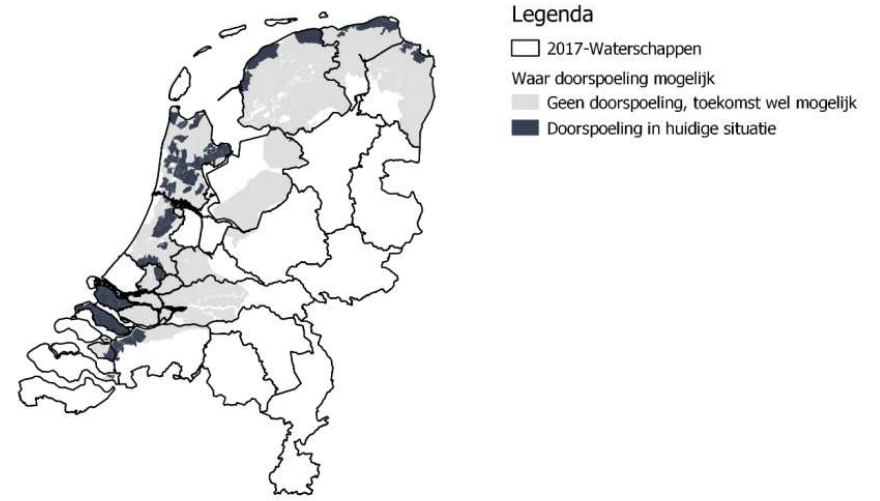 Legenda
2017-Waterschappen
Waar doorspoeling mogelijk
Geen doorspoeling, toekomst wel mogelijk
Doorspoeling in huidige situatie